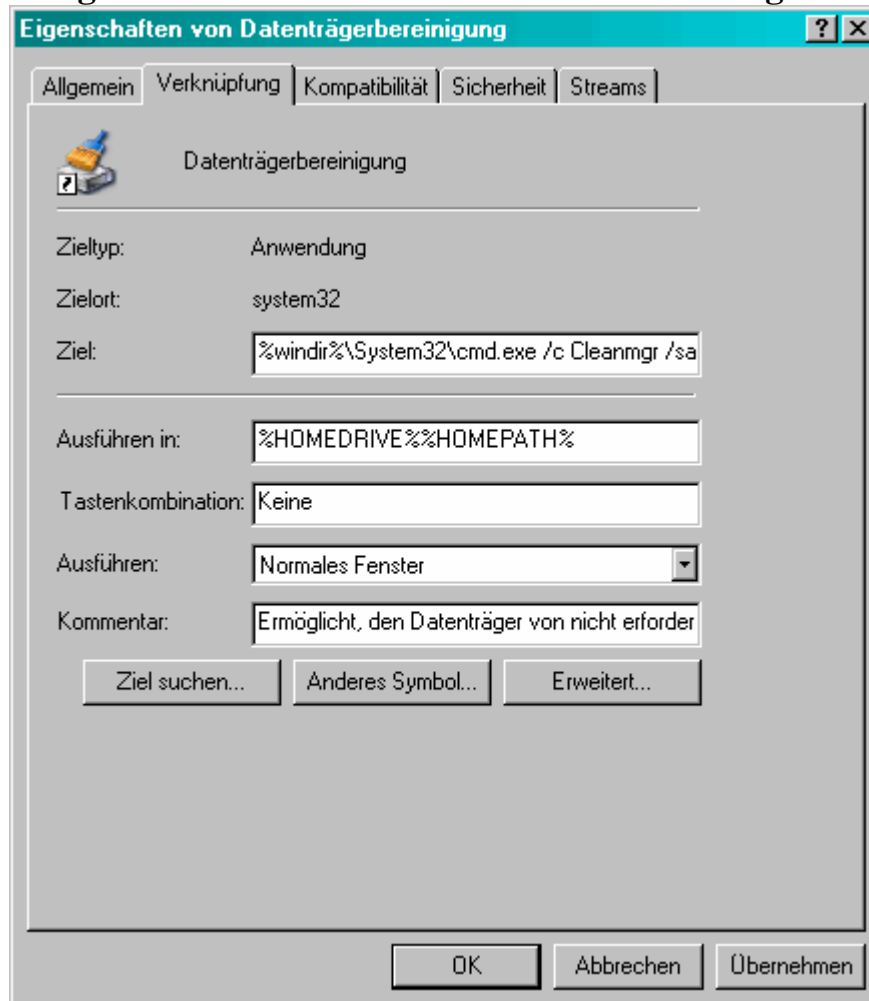 Eigenschaften von Datenträgerbereinigung
Allgemein Verknüpfung Kompatibilität Sicherheit Streams
Datenträgerbereinigung
Zieltyp: Anwendung
Zielort: system32
Ziel: %windir%\System32\cmd.exe /c Cleanmgr /sa
Ausführen in: %HOMEDRIVE%%HOMEPATH%
Tastenkombination: Keine
Ausführen: Normales Fenster
Kommentar: Ermöglicht, den Datenträger von nicht erforder
Ziel suchen... Anderes Symbol... Erweitert...
OK Abbrechen Übernehmen